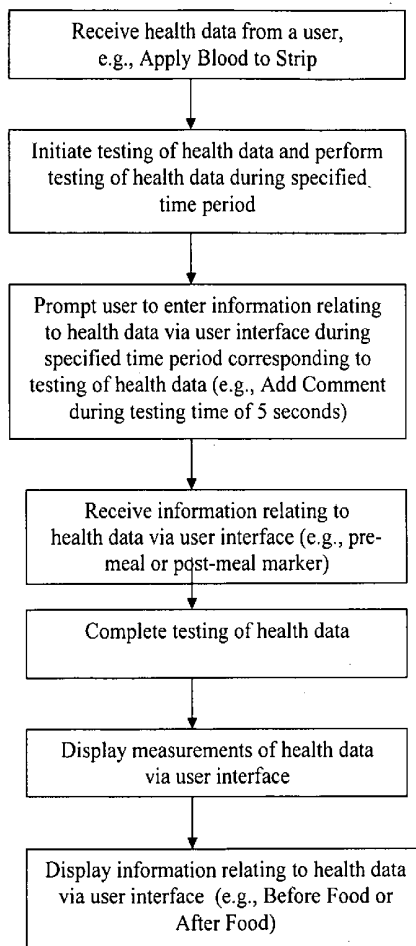 Receive health data from a user,
e.g., Apply Blood to Strip
Initiate testing of health data and perform
testing of health data during specified
time period
Prompt user to enter information relating
to health data via user interface during
specified time period corresponding to
testing of health data (e.g., Add Comment
during testing time of 5 seconds)
Receive information relating to
health data via user interface (e.g., pre-
meal or post-meal marker)
Complete testing of health data
Display measurements of health data
via user interface
Display information relating to health data
via user interface (e.g., Before Food or
After Food)